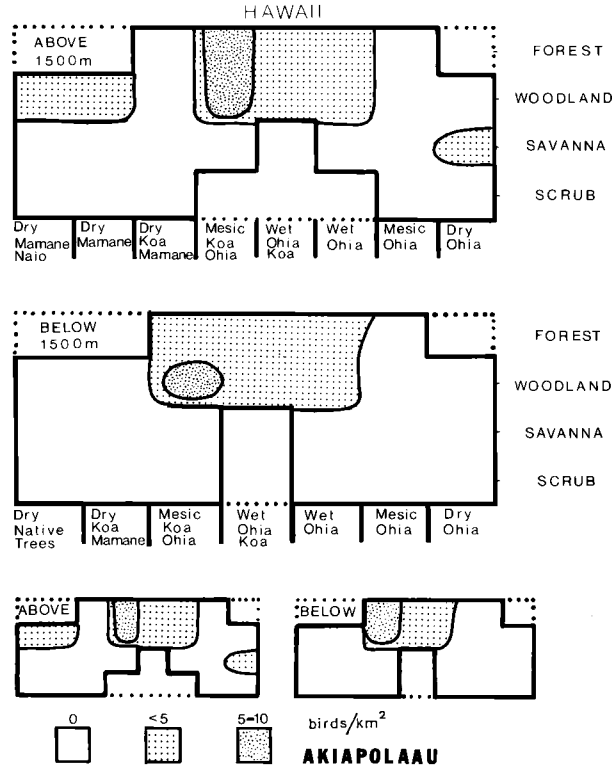 HAWAII
ABOVE
1500m
FOREST
WOODLAND
SAVANNA
SCRUB
Dry Mamane Naio
Dry Mamane
Dry Koa Mamane
Mesic Koa Ohia
Wet Ohia Koa
Wet Ohia
Mesic Ohia
Dry Ohia
BELOW
1500m
FOREST
WOODLAND
SAVANNA
SCRUB
Dry Native Trees
Dry Koa Mamane
Mesic Koa Ohia
Wet Ohia Koa
Wet Ohia
Mesic Ohia
Dry Ohia
ABOVE
BELOW
0 <5 5-10 birds/km²
AKIAPOLAAU